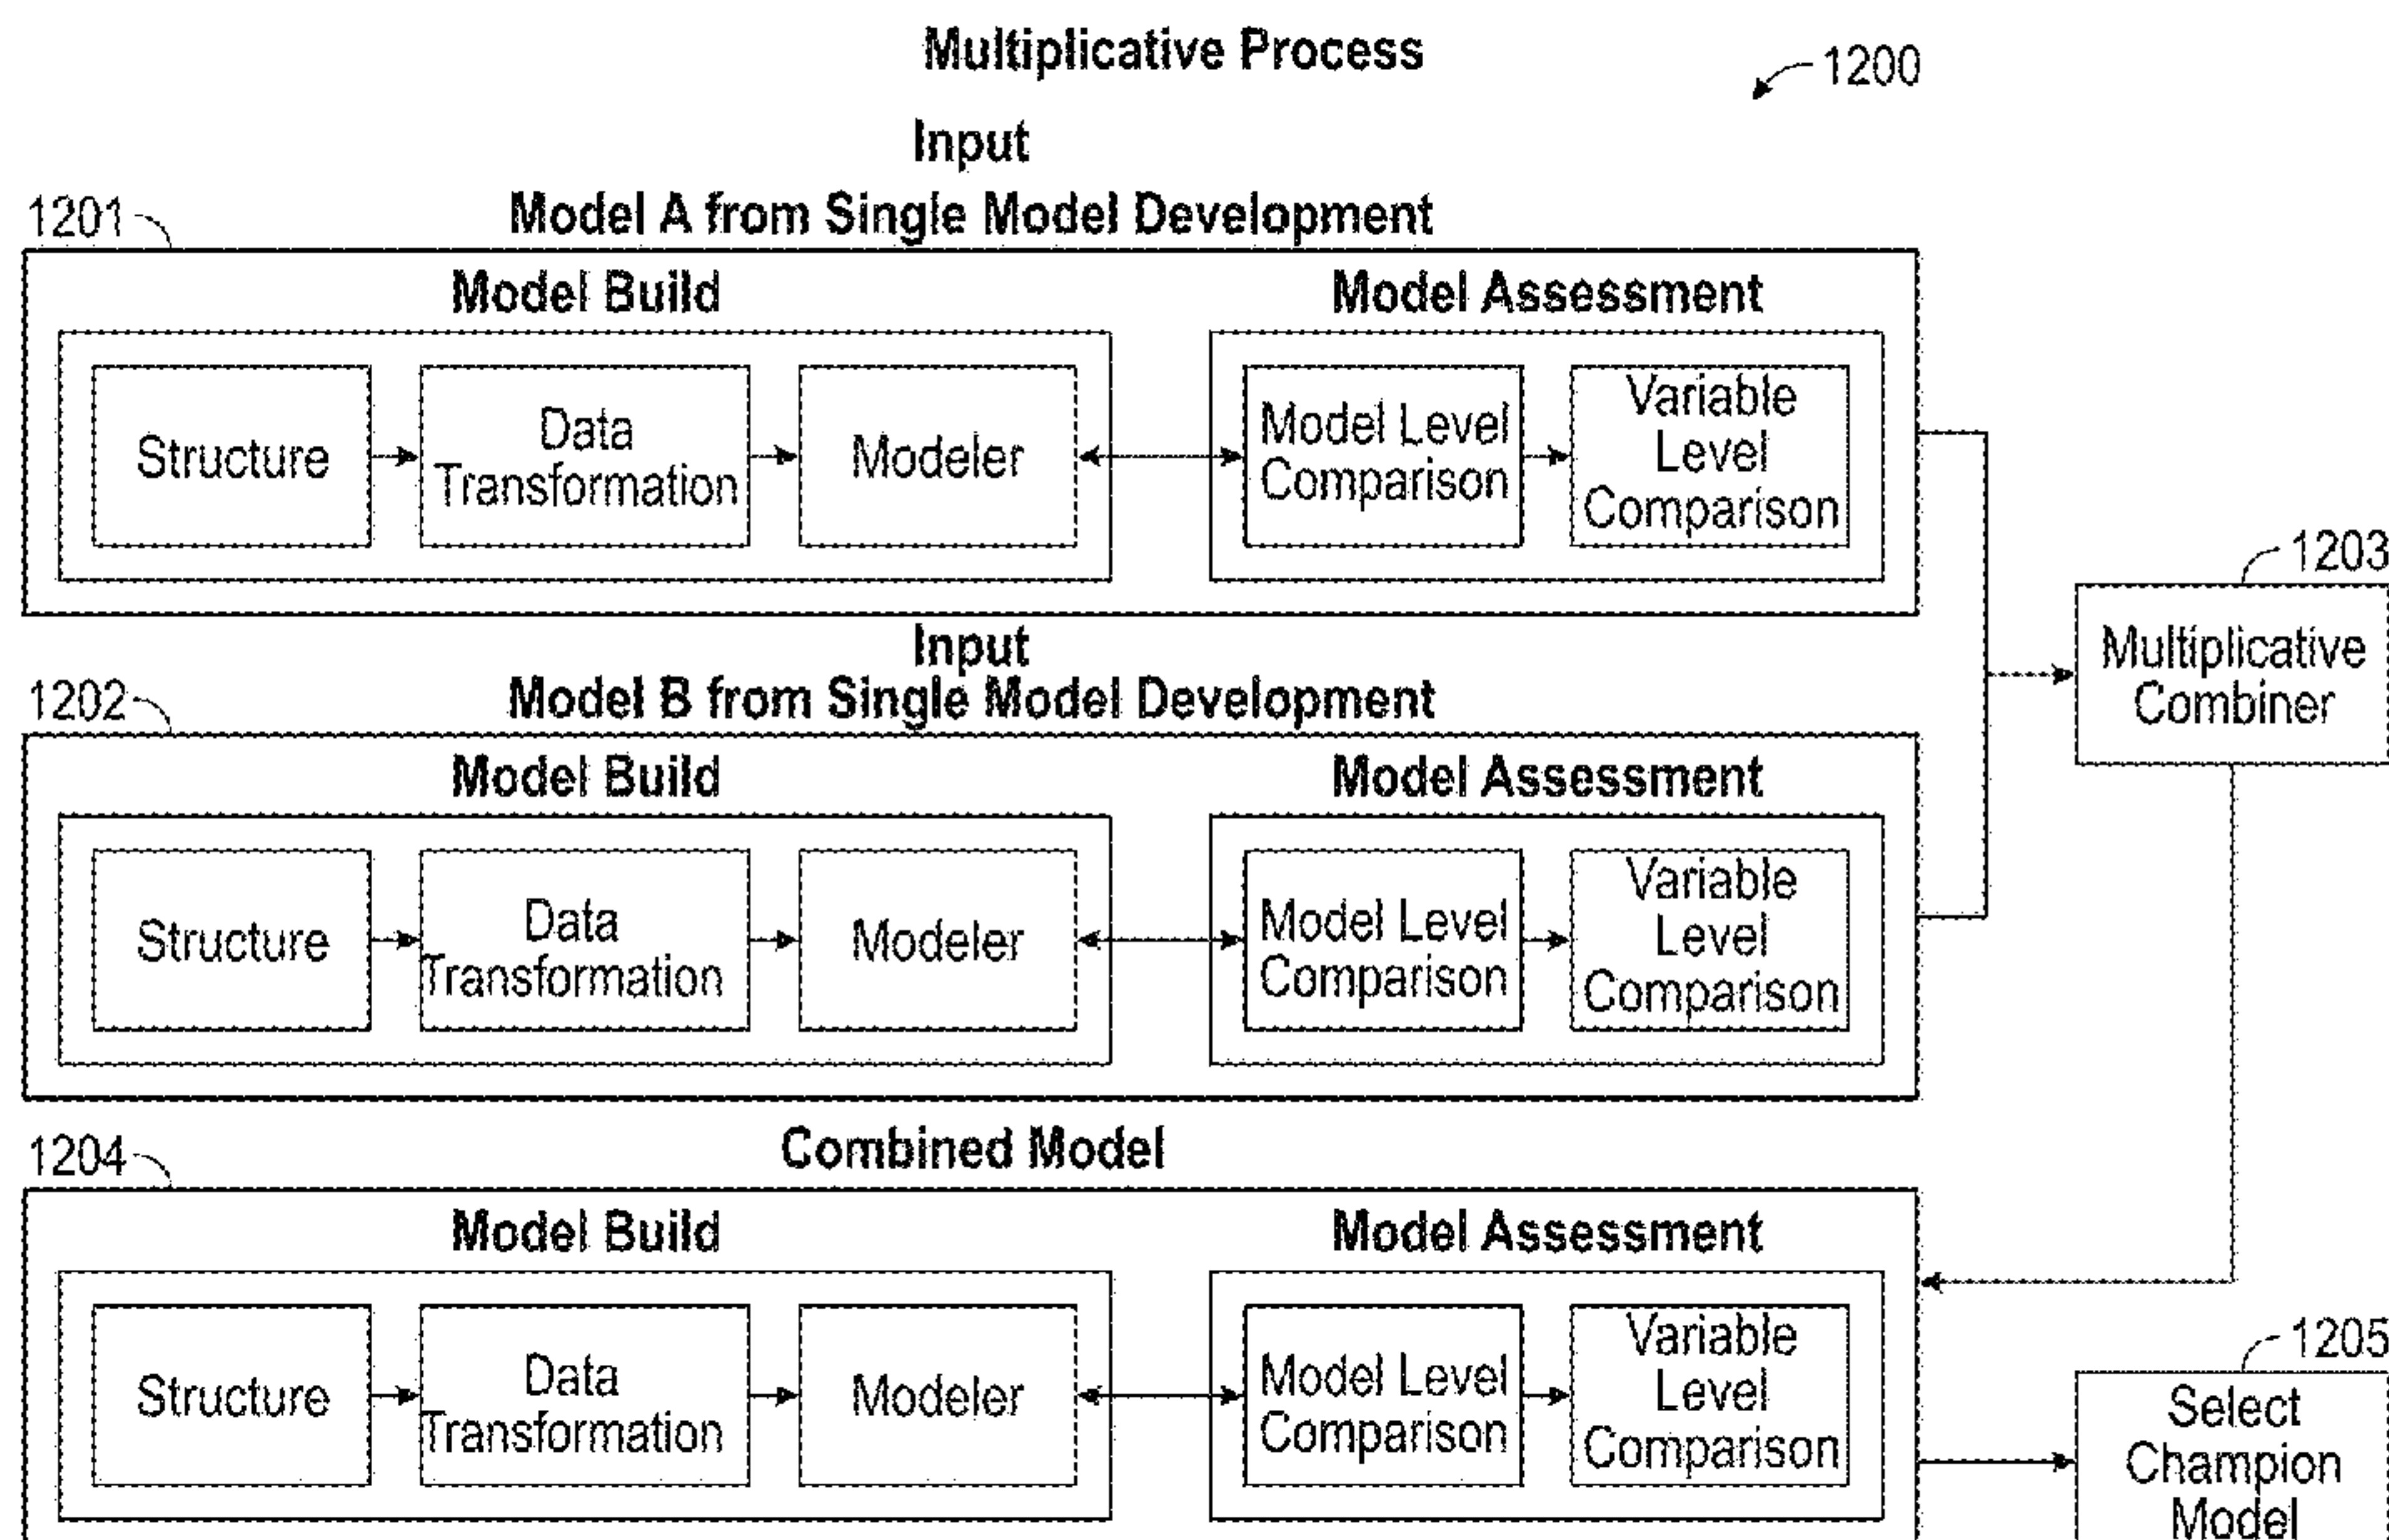 Multiplicative Process
1200
Input
1201
Model A from Single Model Development
Model Build
Model Assessment
Structure
Data
Transformation
Modeler
Model Level
Comparison
Variable
Level
Comparison
1203
Multiplicative
Combiner
Input
1202
Model B from Single Model Development
Model Build
Model Assessment
Structure
Data
Transformation
Modeler
Model Level
Comparison
Variable
Level
Comparison
1204
Combined Model
Model Build
Model Assessment
Structure
Data
Transformation
Modeler
Model Level
Comparison
Variable
Level
Comparison
1205
Select
Champion
Model